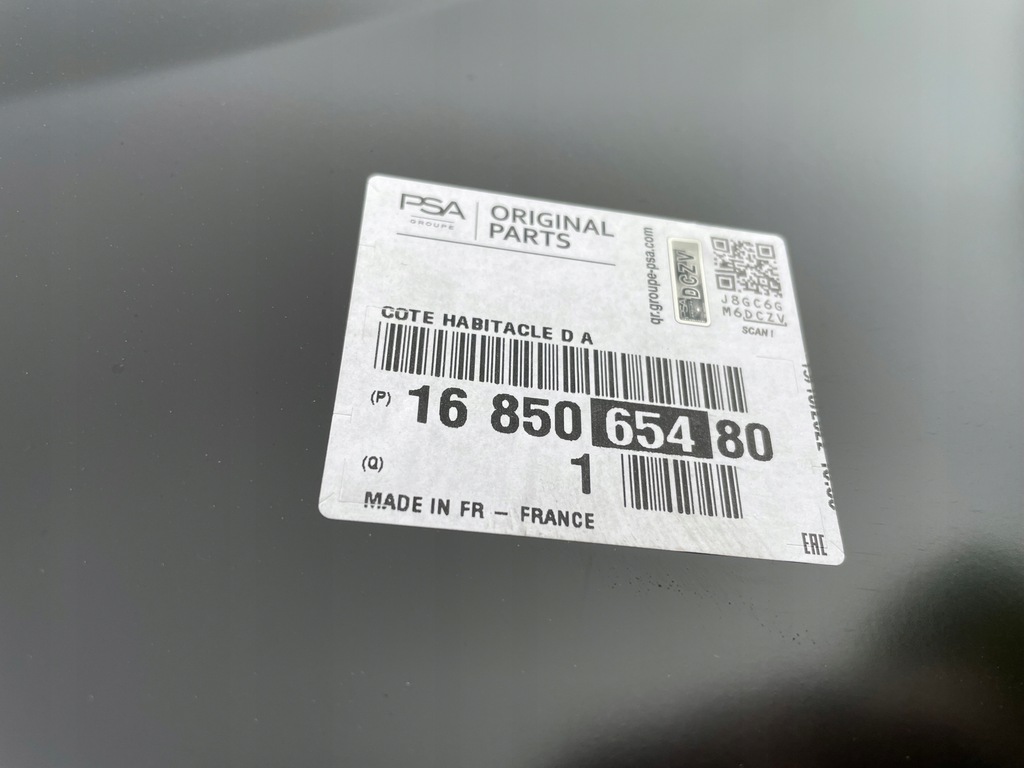 PSA
GROUPE
ORIGINAL
PARTS
qr.groupe-psa.com
DCZV
J8GC6G
M6DCZV
SCAN !
COTE HABITACLE D A
(P) 16 850 654 80
(Q) 1
MADE IN FR – FRANCE
EAC